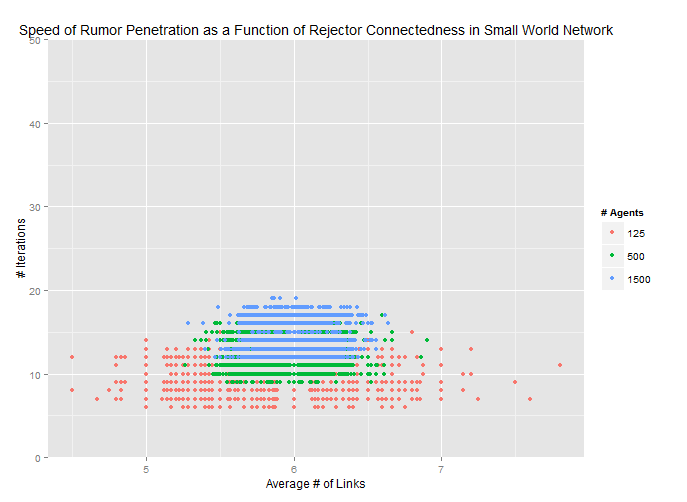 Speed of Rumor Penetration as a Function of Rejector Connectedness in Small World Network
50
40
30
20
10
0
# Iterations
5 6 7
Average # of Links
# Agents
125
500
1500